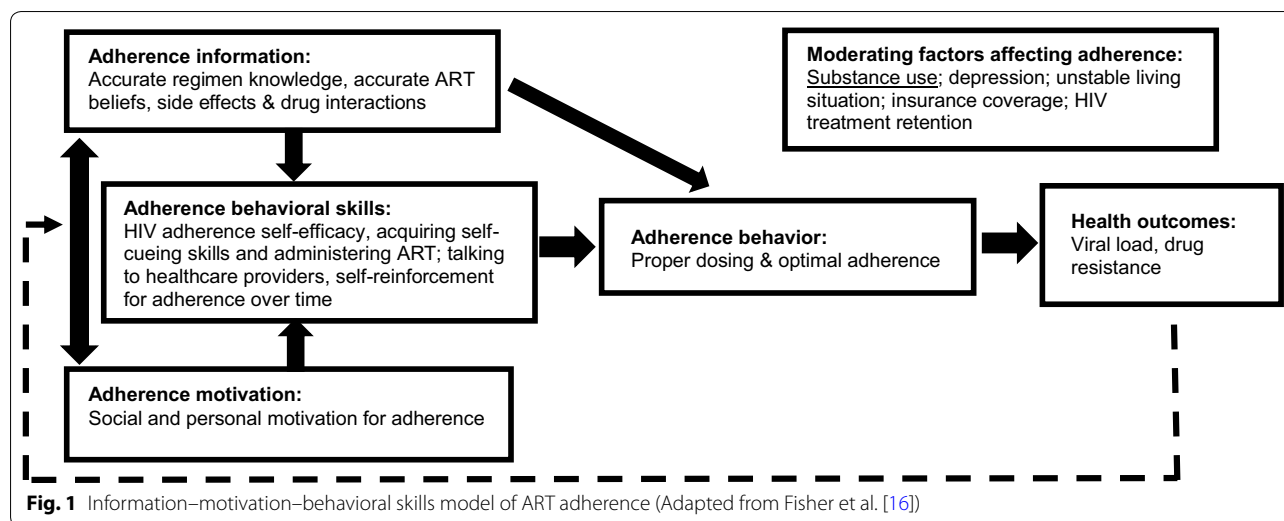 Adherence information:
Accurate regimen knowledge, accurate ART
beliefs, side effects & drug interactions
Moderating factors affecting adherence:
Substance use; depression; unstable living
situation; insurance coverage; HIV
treatment retention
Adherence behavioral skills:
HIV adherence self-efficacy, acquiring self-
cueing skills and administering ART; talking
to healthcare providers, self-reinforcement
for adherence over time
Adherence behavior:
Proper dosing & optimal adherence
Health outcomes:
Viral load, drug
resistance
Adherence motivation:
Social and personal motivation for adherence
Fig. 1 Information–motivation–behavioral skills model of ART adherence (Adapted from Fisher et al. [16])